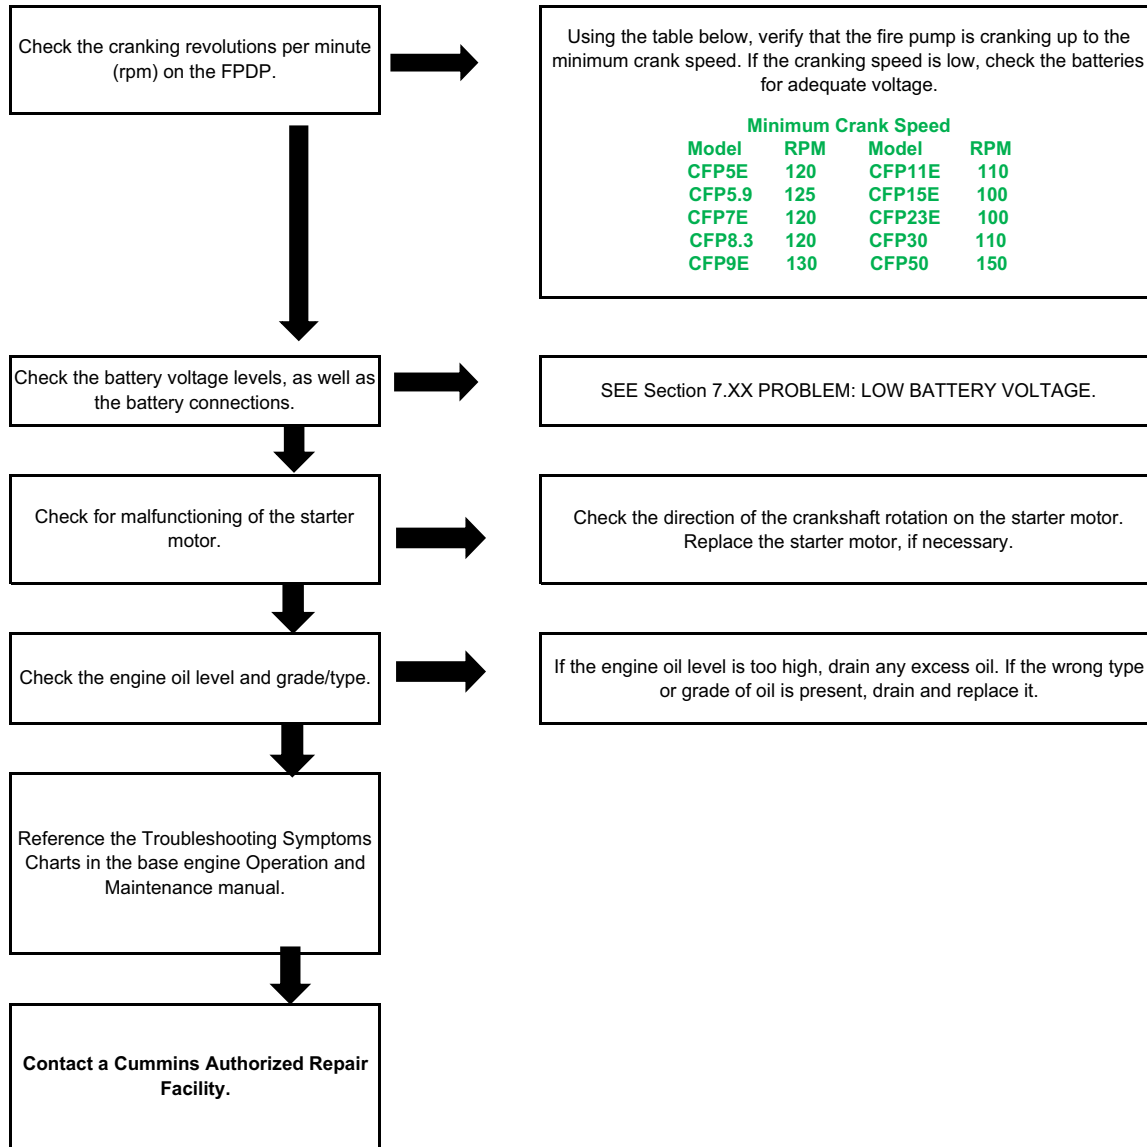 Check the cranking revolutions per minute
(rpm) on the FPDP.
Using the table below, verify that the fire pump is cranking up to the
minimum crank speed. If the cranking speed is low, check the batteries
for adequate voltage.
Minimum Crank Speed
Model RPM Model RPM
CFP5E 120 CFP11E 110
CFP5.9 125 CFP15E 100
CFP7E 120 CFP23E 100
CFP8.3 120 CFP30 110
CFP9E 130 CFP50 150
Check the battery voltage levels, as well as
the battery connections.
SEE Section 7.XX PROBLEM: LOW BATTERY VOLTAGE.
Check for malfunctioning of the starter
motor.
Check the direction of the crankshaft rotation on the starter motor.
Replace the starter motor, if necessary.
Check the engine oil level and grade/type.
If the engine oil level is too high, drain any excess oil. If the wrong type
or grade of oil is present, drain and replace it.
Reference the Troubleshooting Symptoms
Charts in the base engine Operation and
Maintenance manual.
Contact a Cummins Authorized Repair
Facility.